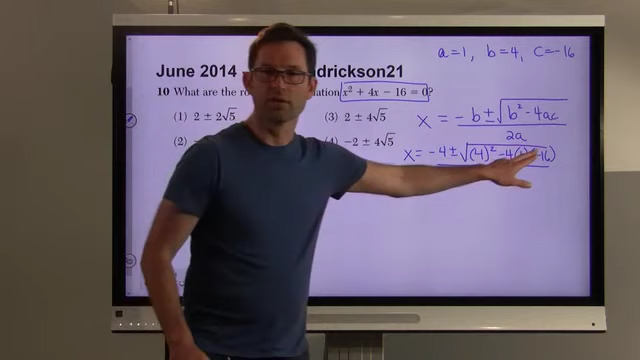 a=1, b=4, c=-16
June 2014 drickson21
10 What are the ro ation x² + 4x − 16 = 0?
(1) 2 ± 2√5 (3) 2 ± 4√5
(2) − (4) −2 ± 4√5
x = -b ± √b² -4ac
2a
x = -4 ± √(4)² -4(1) -16)